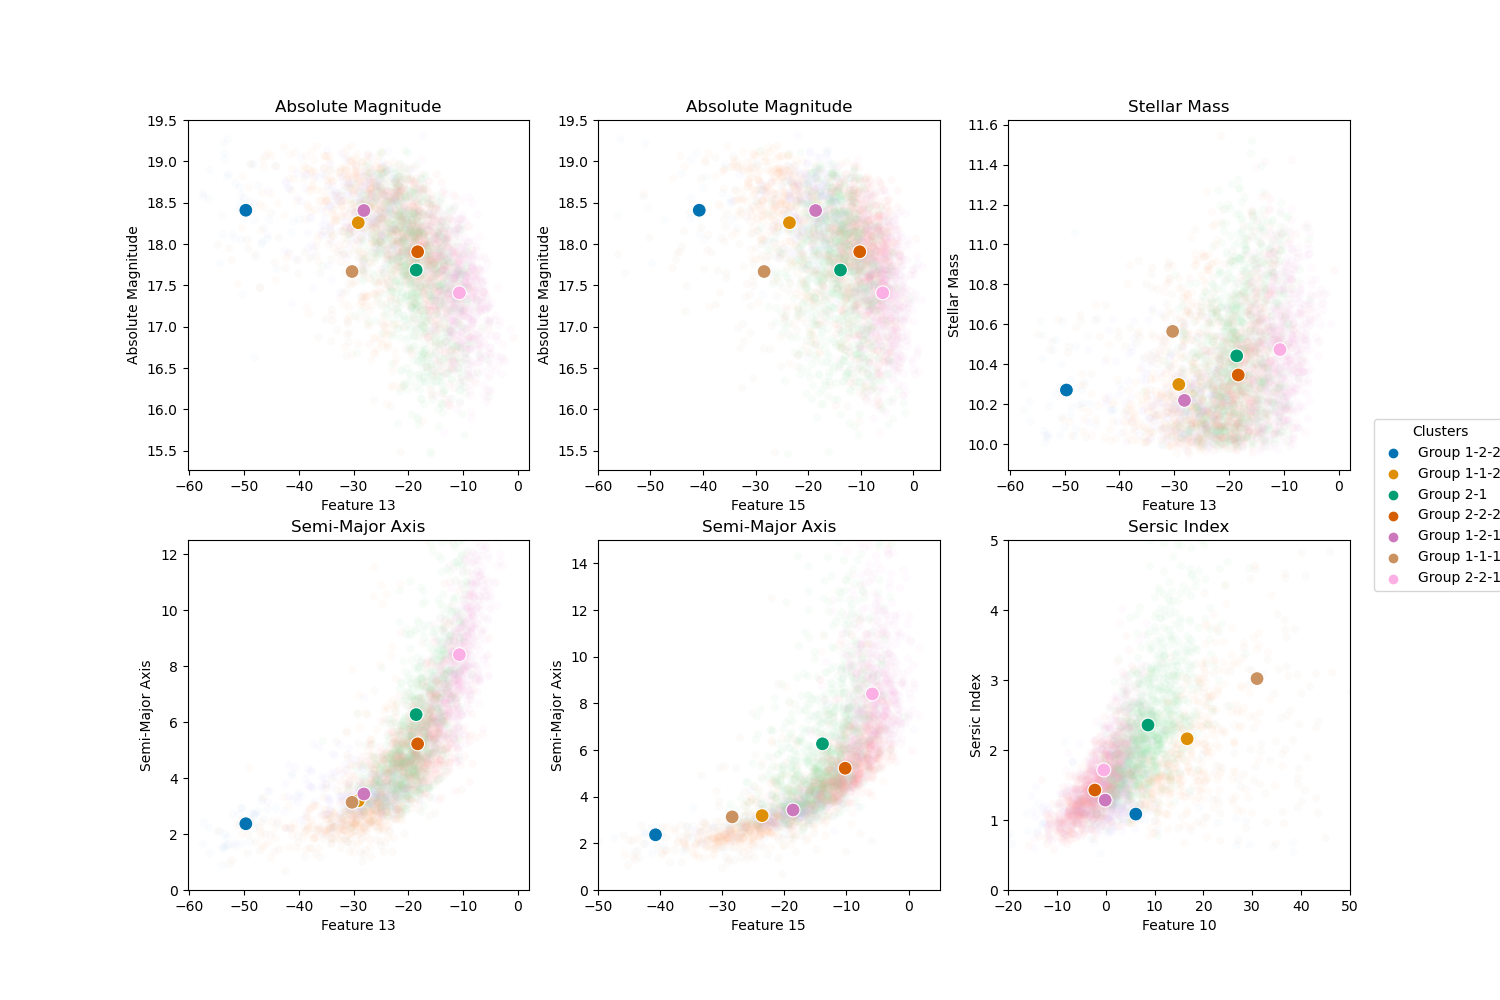 Absolute Magnitude
Absolute Magnitude
Stellar Mass
19.5
19.0
18.5
18.0
17.5
17.0
16.5
16.0
15.5
Absolute Magnitude
−60 −50 −40 −30 −20 −10 0
Feature 13
19.5
19.0
18.5
18.0
17.5
17.0
16.5
16.0
15.5
Absolute Magnitude
−60 −50 −40 −30 −20 −10 0
Feature 15
11.6
11.4
11.2
11.0
10.8
10.6
10.4
10.2
10.0
Stellar Mass
−60 −50 −40 −30 −20 −10 0
Feature 13
Clusters
Group 1-2-2
Group 1-1-2
Group 2-1
Group 2-2-2
Group 1-2-1
Group 1-1-1
Group 2-2-1
Semi-Major Axis
Semi-Major Axis
Sersic Index
12
10
8
6
4
2
0
Semi-Major Axis
−60 −50 −40 −30 −20 −10 0
Feature 13
14
12
10
8
6
4
2
0
Semi-Major Axis
−50 −40 −30 −20 −10 0
Feature 15
5
4
3
2
1
0
Sersic Index
−20 −10 0 10 20 30 40 50
Feature 10